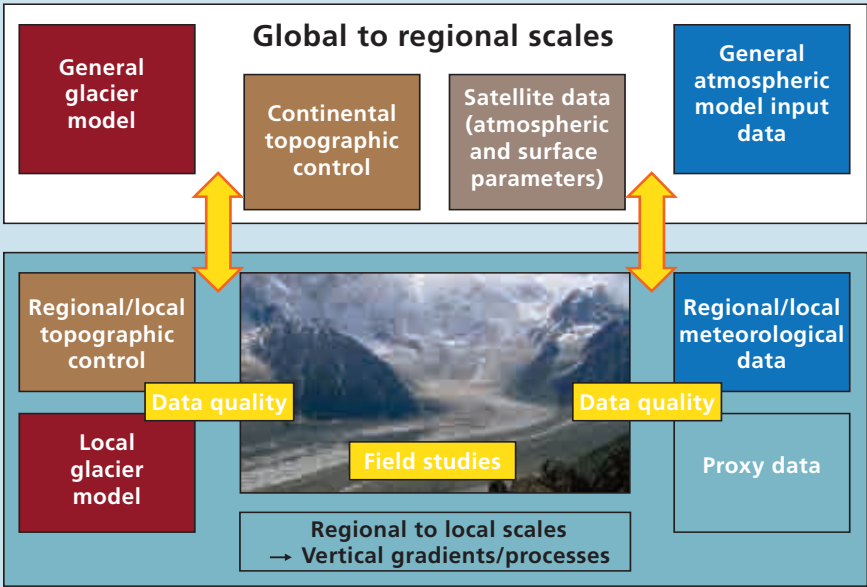 Global to regional scales
General
glacier
model
Continental
topographic
control
Satellite data
(atmospheric
and surface
parameters)
General
atmospheric
model input
data
Regional/local
topographic
control
Data quality
Local
glacier
model
Field studies
Regional/local
meteorological
data
Data quality
Proxy data
Regional to local scales
→ Vertical gradients/processes